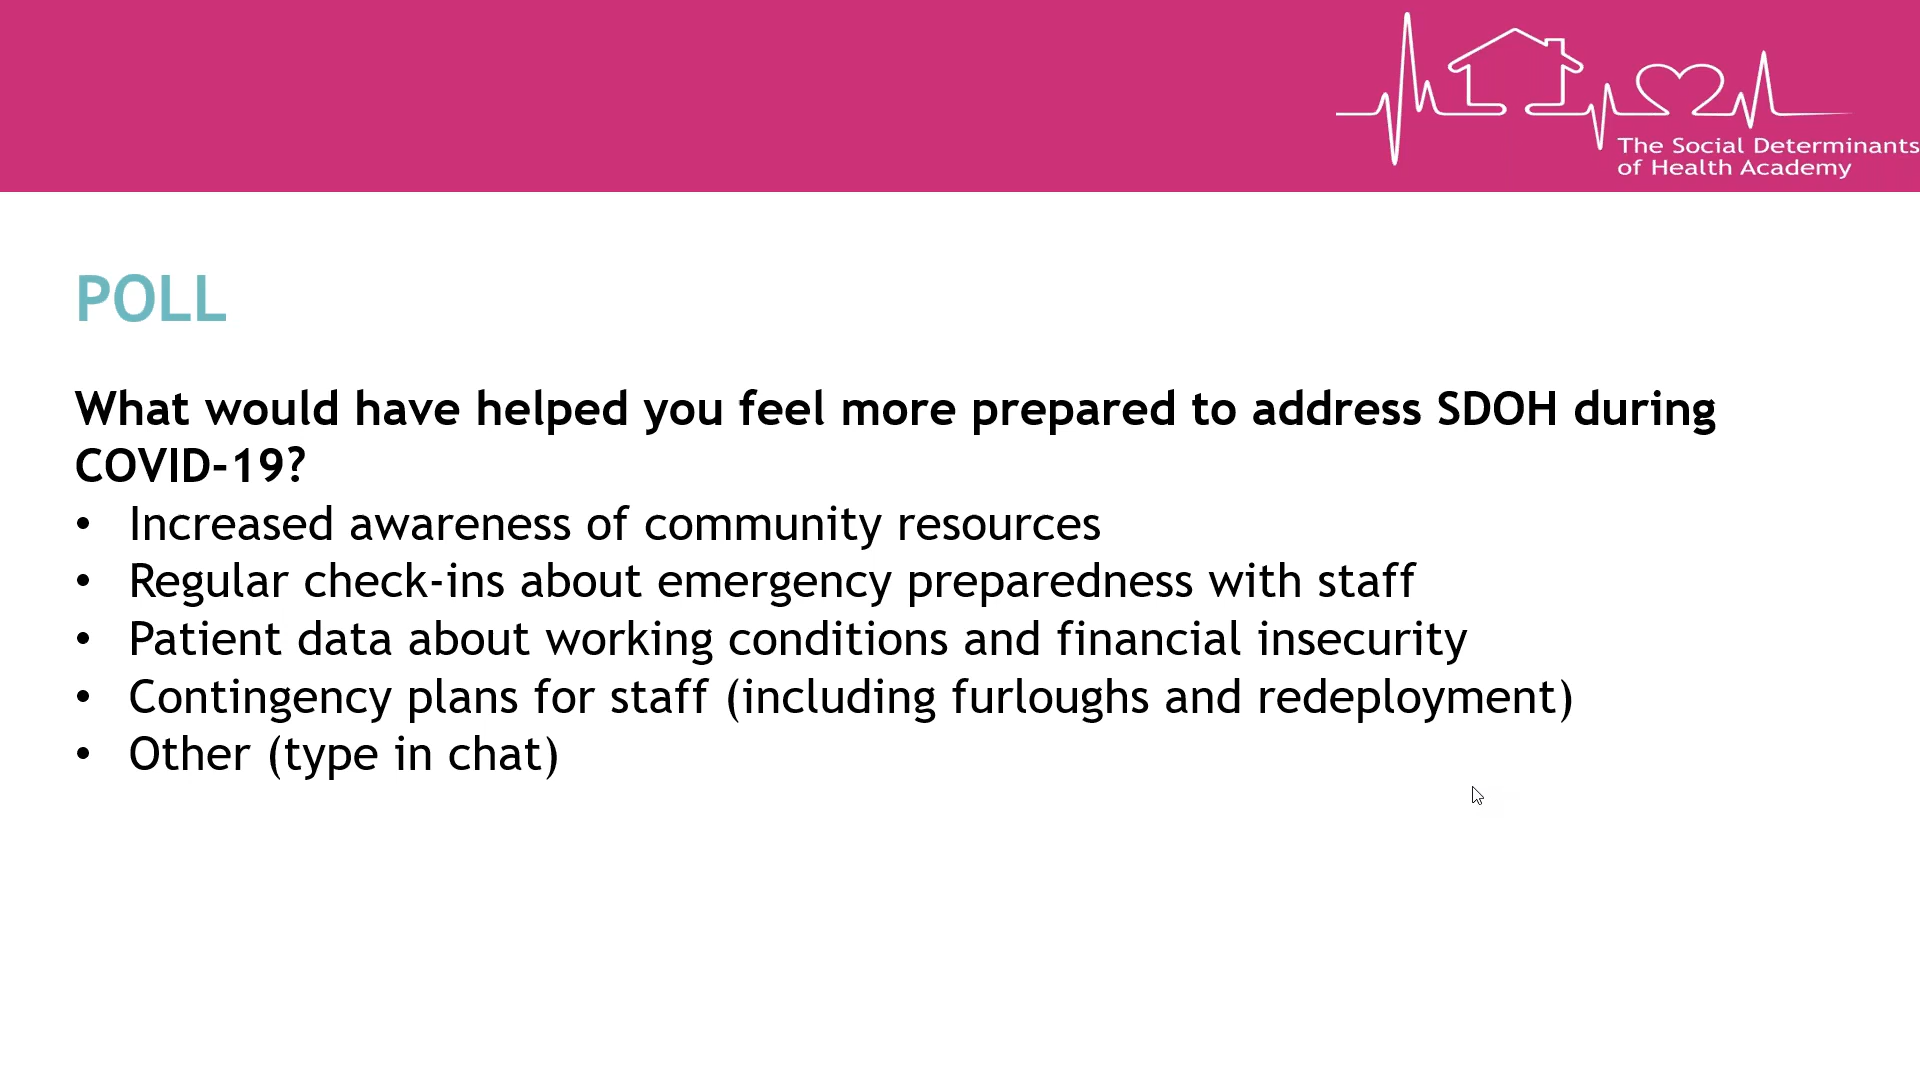 The Social Determinants
of Health Academy
POLL
What would have helped you feel more prepared to address SDOH during
COVID-19?
• Increased awareness of community resources
• Regular check-ins about emergency preparedness with staff
• Patient data about working conditions and financial insecurity
• Contingency plans for staff (including furloughs and redeployment)
• Other (type in chat)